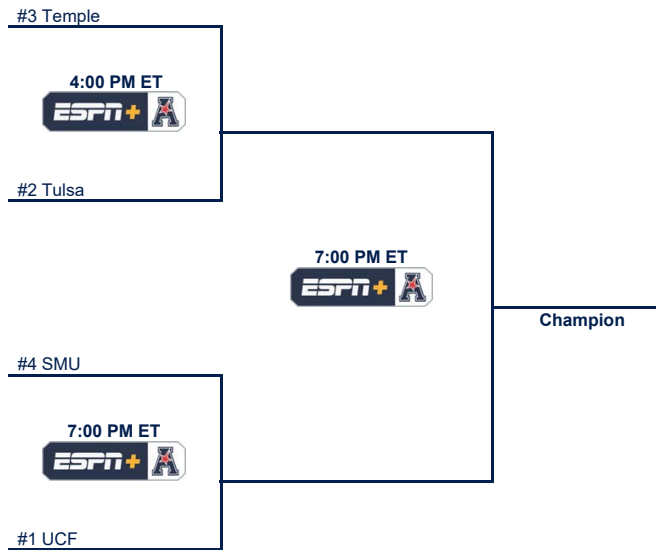 #3 Temple
4:00 PM ET
ESPN+ A
#2 Tulsa
7:00 PM ET
ESPN+ A
Champion
#4 SMU
7:00 PM ET
ESPN+ A
#1 UCF